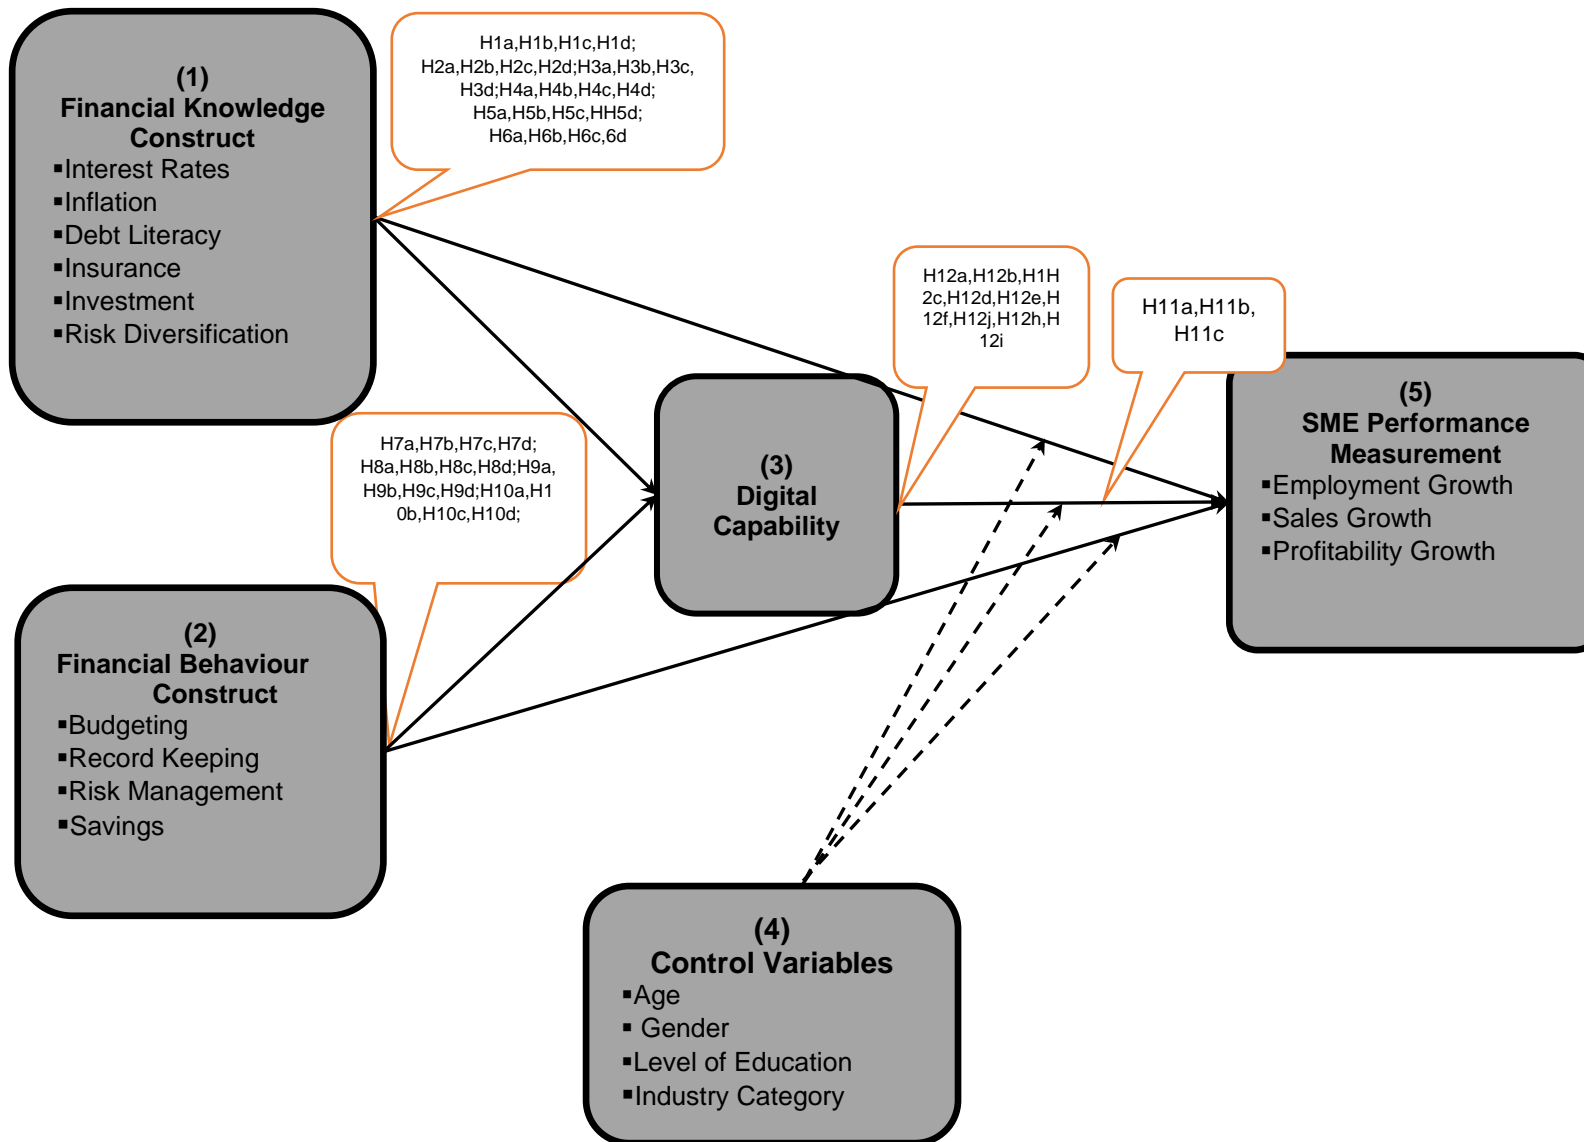 (1)
Financial Knowledge
Construct
▪Interest Rates
▪Inflation
▪Debt Literacy
▪Insurance
▪Investment
▪Risk Diversification
H1a,H1b,H1c,H1d;
H2a,H2b,H2c,H2d;H3a,H3b,H3c,
H3d;H4a,H4b,H4c,H4d;
H5a,H5b,H5c,HH5d;
H6a,H6b,H6c,6d
H12a,H12b,H1H
2c,H12d,H12e,H
12f,H12j,H12h,H
12i
H11a,H11b,
H11c
H7a,H7b,H7c,H7d;
H8a,H8b,H8c,H8d;H9a,
H9b,H9c,H9d;H10a,H1
0b,H10c,H10d;
(3)
Digital
Capability
(5)
SME Performance
Measurement
▪Employment Growth
▪Sales Growth
▪Profitability Growth
(2)
Financial Behaviour
Construct
▪Budgeting
▪Record Keeping
▪Risk Management
▪Savings
(4)
Control Variables
▪Age
▪ Gender
▪Level of Education
▪Industry Category